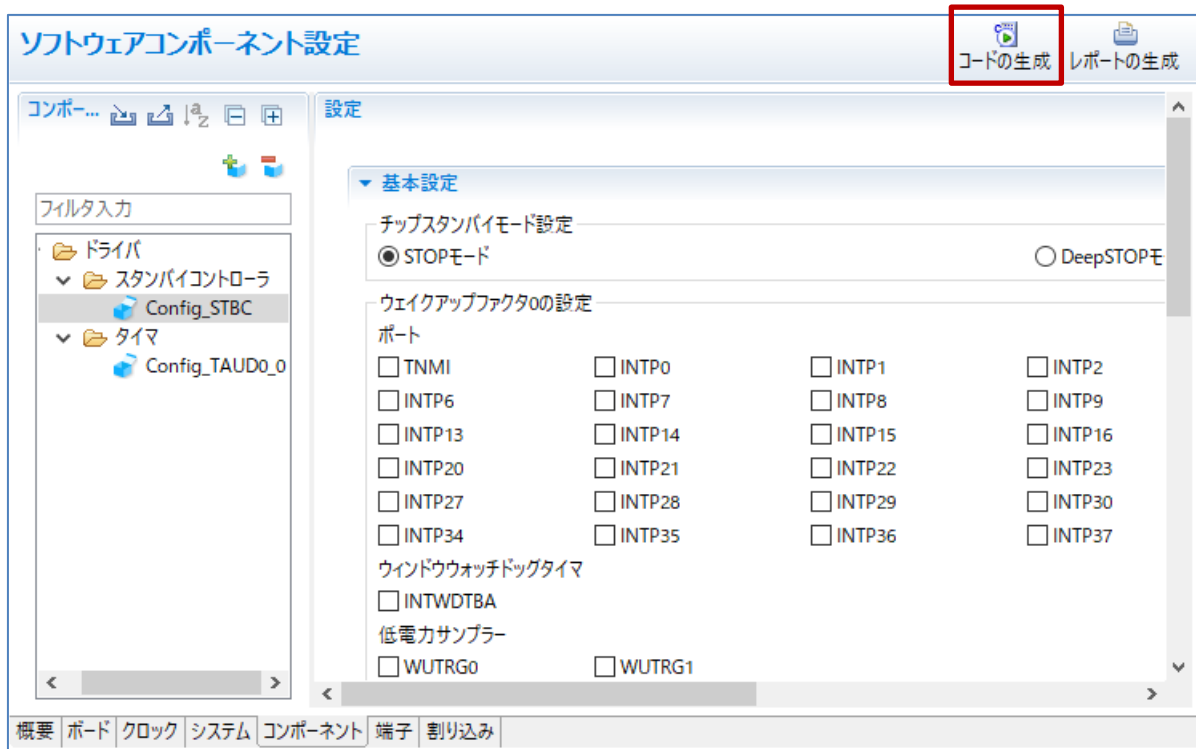 ソフトウェアコンポーネント設定
コードの生成 レポートの生成
コンポー... 
設定
フィルタ入力
ドライバ
スタンバイコントローラ
Config_STBC
タイマ
Config_TAUD0_0
基本設定
チップスタンバイモード設定
STOPモード DeepSTOPモ
ウェイクアップファクタ0の設定
ポート
TNMI INTP0 INTP1 INTP2
INTP6 INTP7 INTP8 INTP9
INTP13 INTP14 INTP15 INTP16
INTP20 INTP21 INTP22 INTP23
INTP27 INTP28 INTP29 INTP30
INTP34 INTP35 INTP36 INTP37
ウィンドウウォッチドッグタイマ
INTWDTBA
低電力サンプラー
WUTRG0 WUTRG1
概要 ボード クロック システム コンポーネント 端子 割り込み